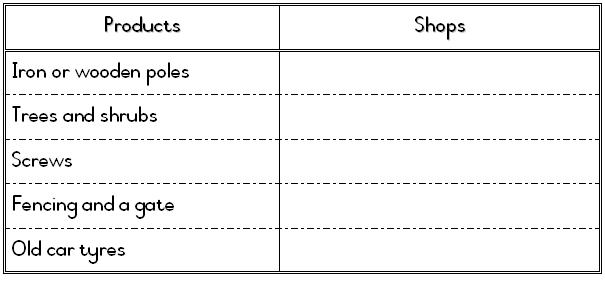 Products Shops
Iron or wooden poles
Trees and shrubs
Screws
Fencing and a gate
Old car tyres